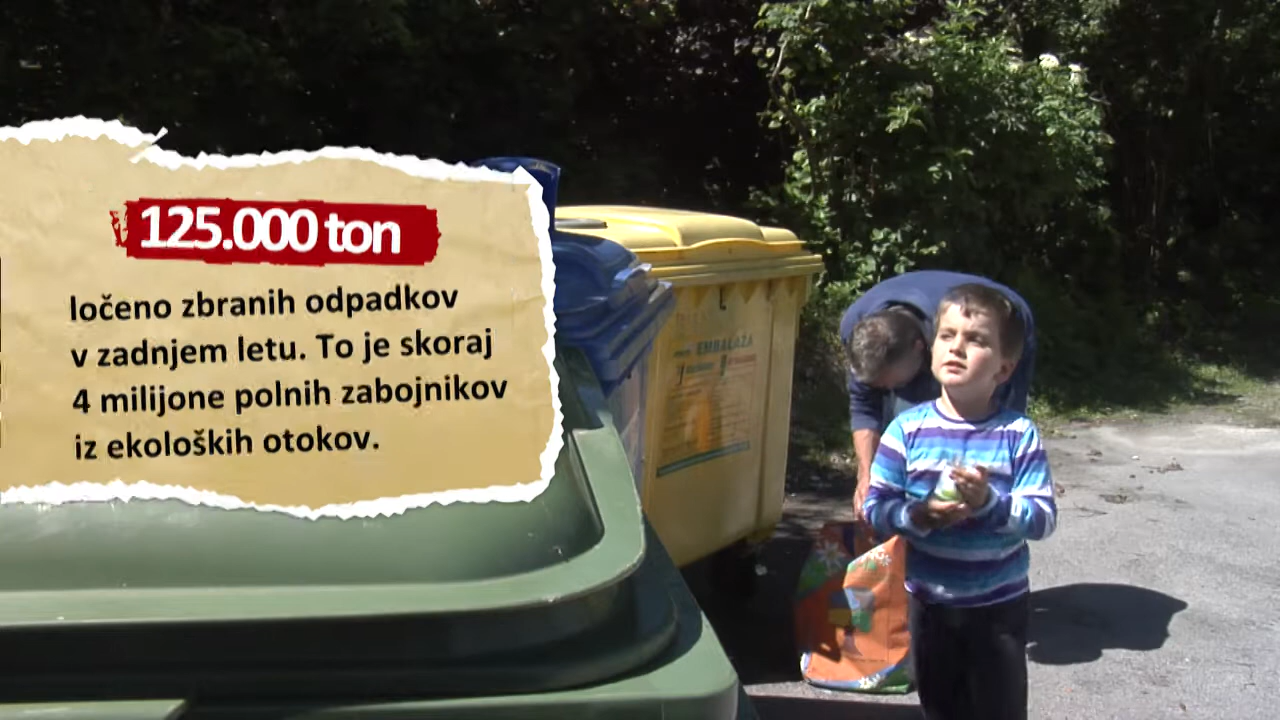 125.000 ton
ločeno zbranih odpadkov
v zadnjem letu. To je skoraj
4 milijone polnih zabojnikov
iz ekoloških otokov.
EMBALAŽA